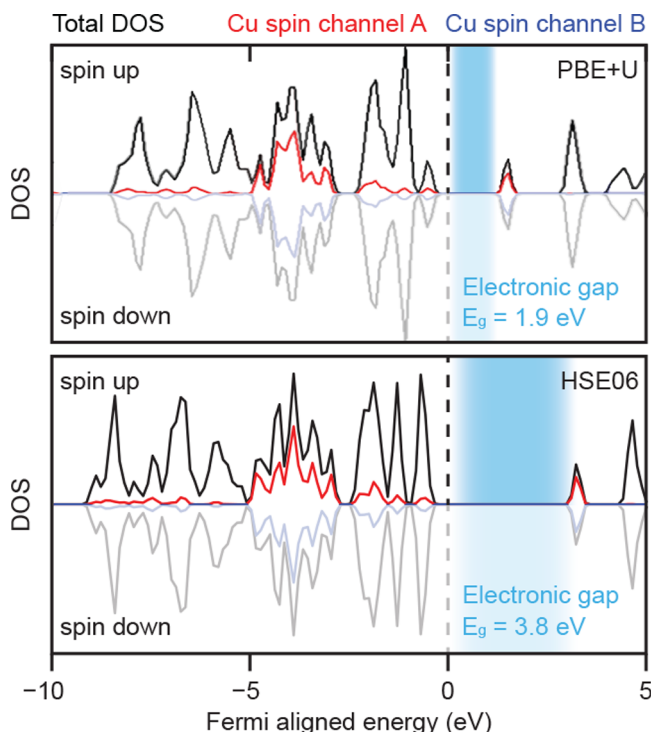 Total DOS Cu spin channel A Cu spin channel B
spin up PBE+U
DOS
Electronic gap
Eg = 1.9 eV
spin down
spin up HSE06
DOS
Electronic gap
Eg = 3.8 eV
spin down
−10 −5 0 5
Fermi aligned energy (eV)